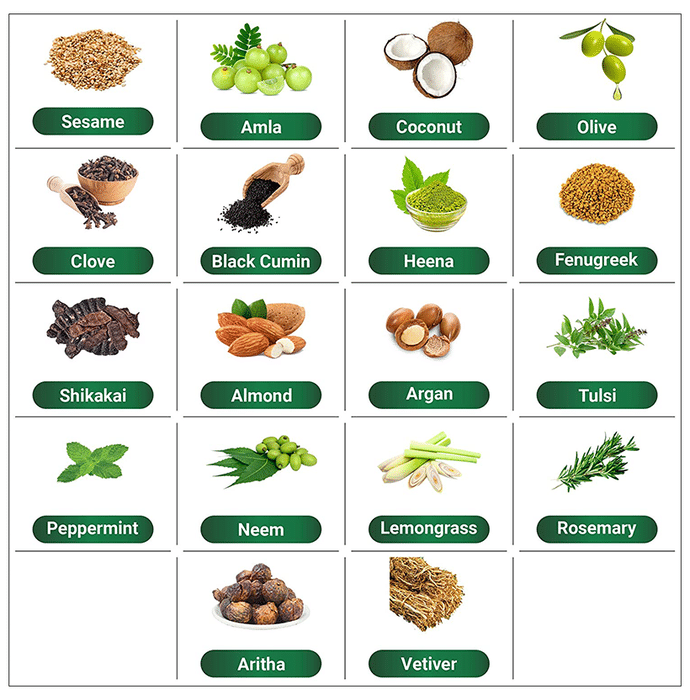 Sesame
Amla
Coconut
Olive
Clove
Black Cumin
Heena
Fenugreek
Shikakai
Almond
Argan
Tulsi
Peppermint
Neem
Lemongrass
Rosemary
Aritha
Vetiver